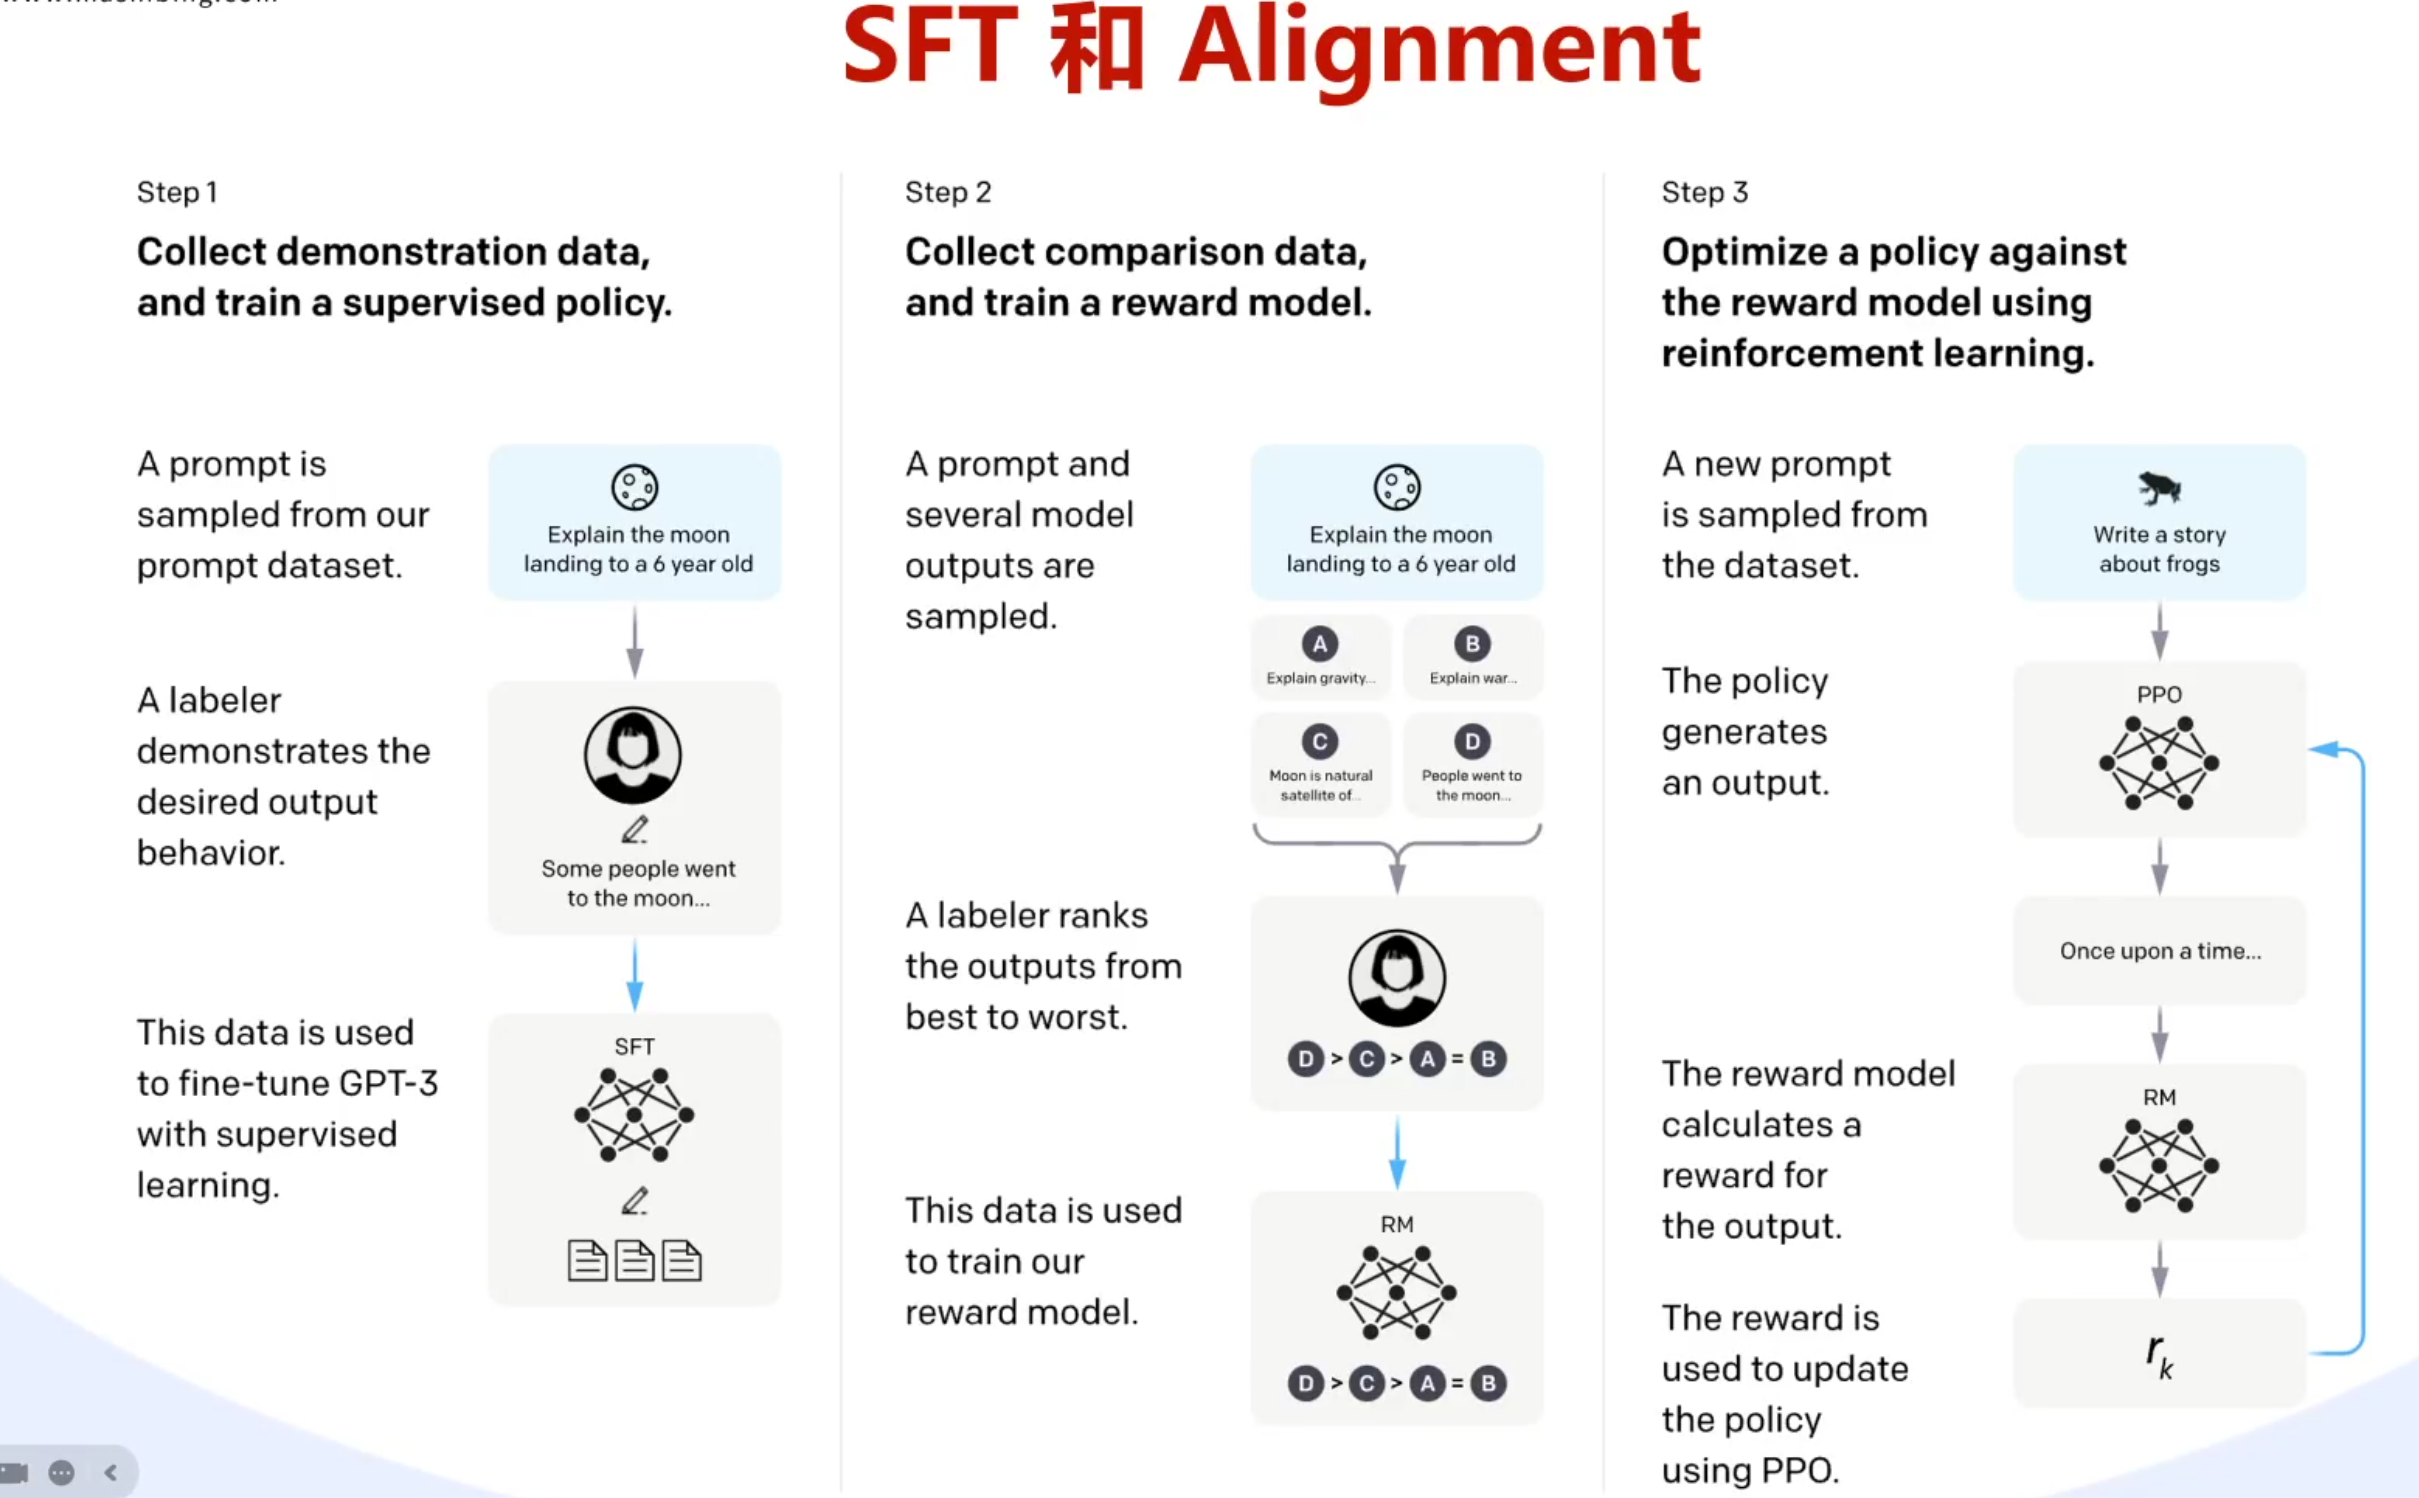 SFT 和 Alignment
Step 1
Collect demonstration data,
and train a supervised policy.
A prompt is
sampled from our
prompt dataset.
Explain the moon
landing to a 6 year old
A labeler
demonstrates the
desired output
behavior.
Some people went
to the moon...
This data is used
to fine-tune GPT-3
with supervised
learning.
SFT
Step 2
Collect comparison data,
and train a reward model.
A prompt and
several model
outputs are
sampled.
Explain the moon
landing to a 6 year old
A
Explain gravity...
B
Explain war...
C
Moon is natural
satellite of...
D
People went to
the moon...
A labeler ranks
the outputs from
best to worst.
D > C > A = B
This data is used
to train our
reward model.
RM
D > C > A = B
Step 3
Optimize a policy against
the reward model using
reinforcement learning.
A new prompt
is sampled from
the dataset.
Write a story
about frogs
The policy
generates
an output.
PPO
Once upon a time...
The reward model
calculates a
reward for
the output.
RM
The reward is
used to update
the policy
using PPO.
rk